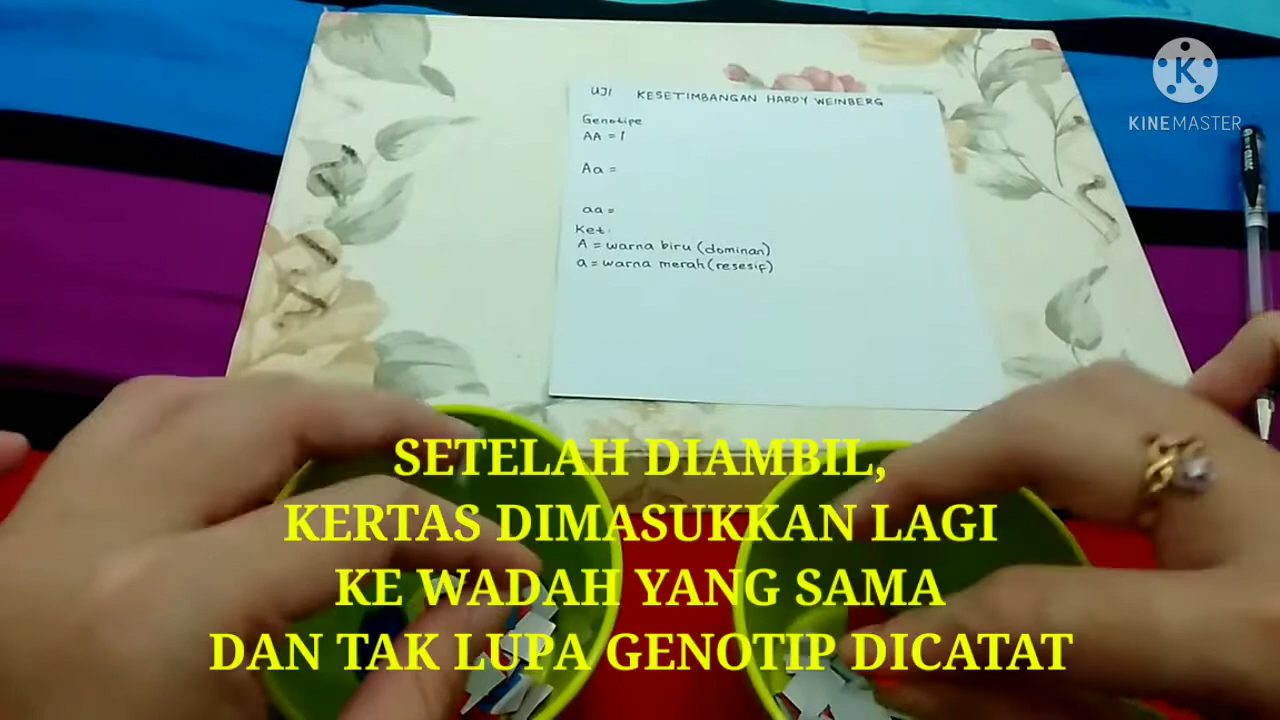 KINEMASTER
UJI KESETIMBANGAN HARDY WEINBERG
Genotipe
AA = 1
Aa =
aa =
Ket:
A = warna biru (dominan)
a = warna merah (resesif)
SETELAH DIAMBIL,
KERTAS DIMASUKKAN LAGI
KE WADAH YANG SAMA
DAN TAK LUPA GENOTIP DICATAT